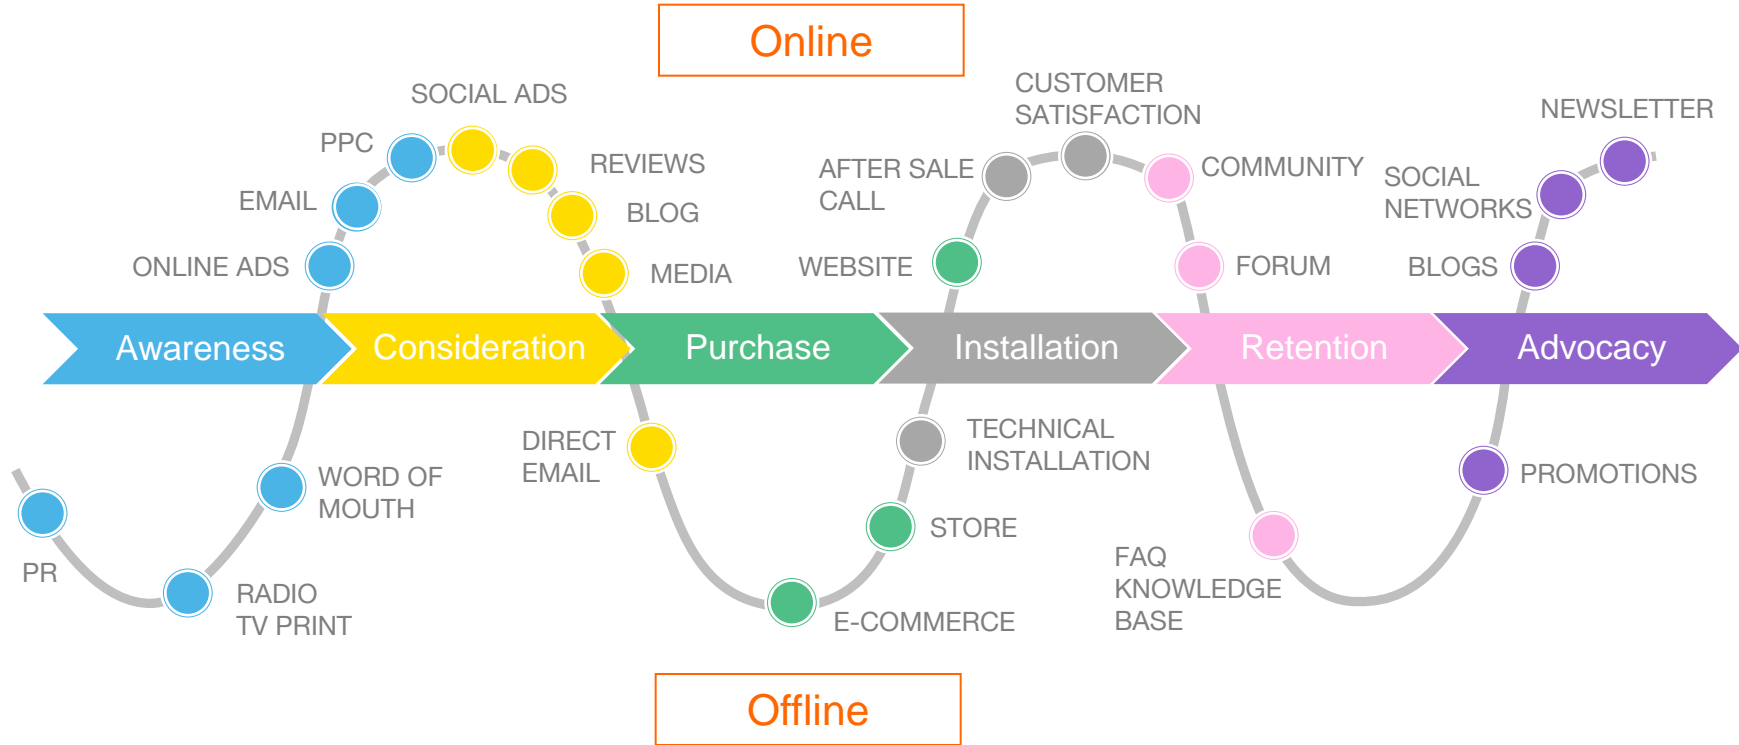 Online
SOCIAL ADS
PPC
REVIEWS
EMAIL
BLOG
ONLINE ADS
MEDIA
CUSTOMER
SATISFACTION
AFTER SALE
CALL
COMMUNITY
WEBSITE
FORUM
NEWSLETTER
SOCIAL
NETWORKS
BLOGS
Awareness
Consideration
Purchase
Installation
Retention
Advocacy
PR
RADIO
TV PRINT
WORD OF
MOUTH
DIRECT
EMAIL
E-COMMERCE
STORE
TECHNICAL
INSTALLATION
FAQ
KNOWLEDGE
BASE
PROMOTIONS
Offline